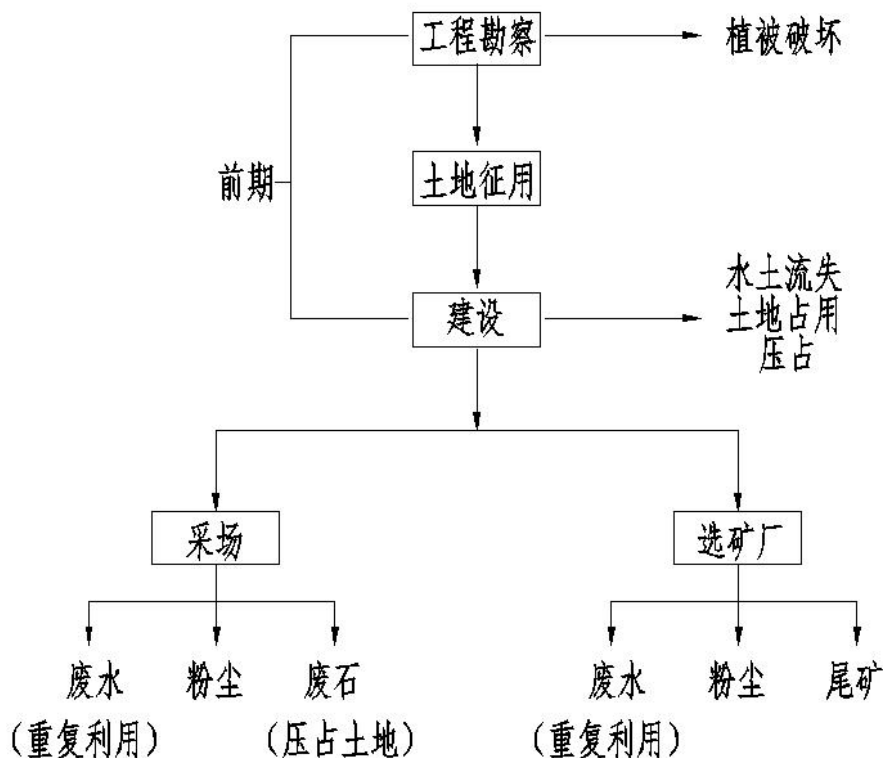 工程勘察
植被破坏
前期
土地征用
建设
水土流失
土地占用
压占
采场
选矿厂
废水
粉尘
废石
废水
粉尘
尾矿
(重复利用)
(压占土地)
(重复利用)